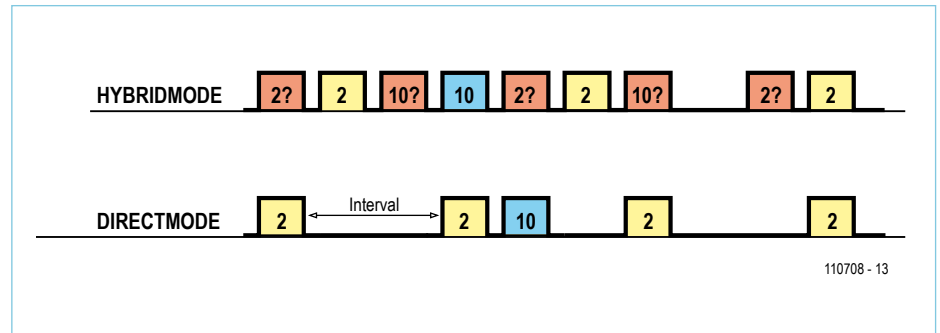 HYBRIDMODE 2? 2 10? 10 2? 2 10? 2? 2
DIRECTMODE 2 Interval 2 10 2 2
110708 - 13